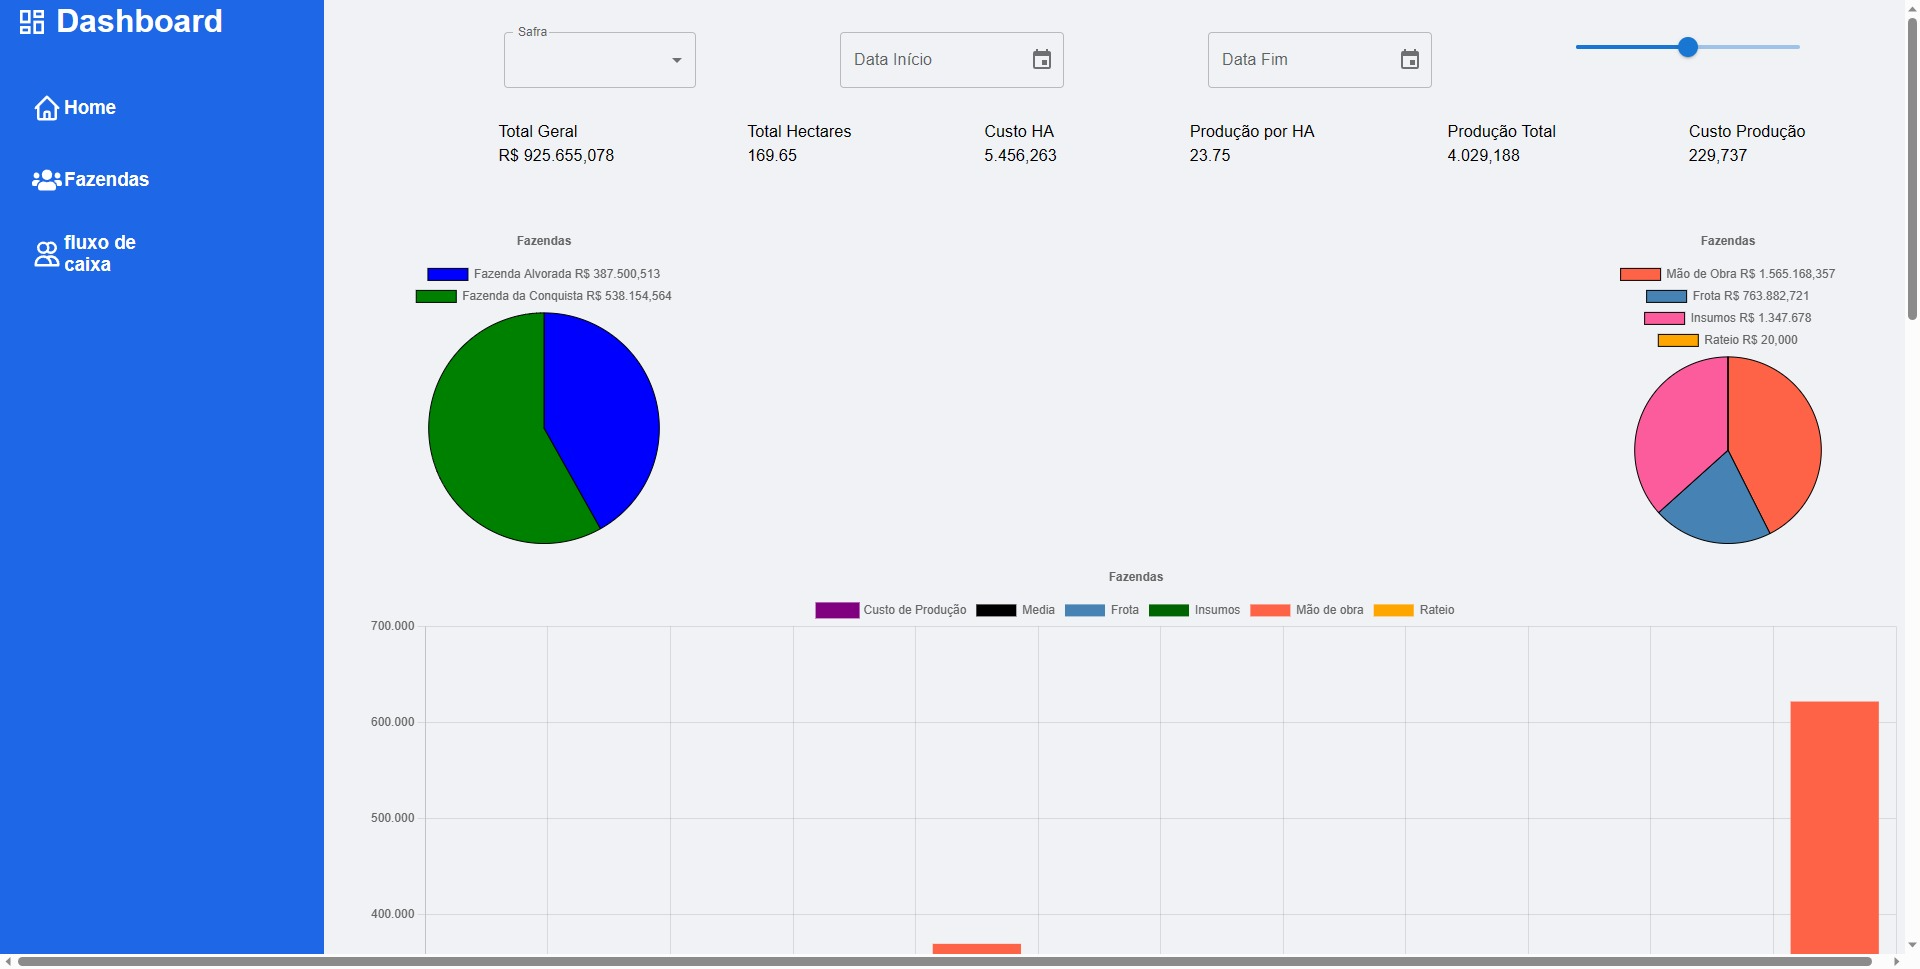 Dashboard
Home
Fazendas
fluxo de
caixa
Safra
Data Início
Data Fim
Total Geral
R$ 925.655,078
Total Hectares
169.65
Custo HA
5.456,263
Produção por HA
23.75
Produção Total
4.029,188
Custo Produção
229,737
Fazendas
Fazenda Alvorada R$ 387.500,513
Fazenda da Conquista R$ 538.154,564
Fazendas
Mão de Obra R$ 1.565.168,357
Frota R$ 763.882,721
Insumos R$ 1.347.678
Rateio R$ 20,000
Fazendas
Custo de Produção Media Frota Insumos Mão de obra Rateio
700.000
600.000
500.000
400.000